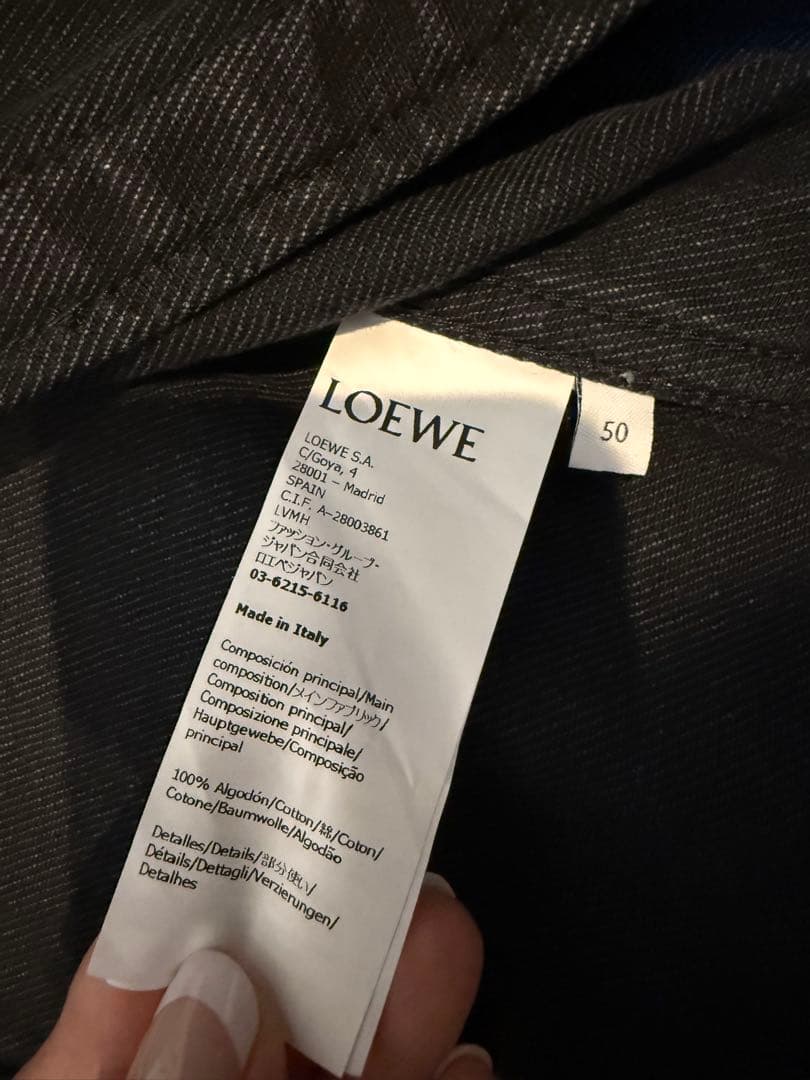 LOEWE
LOEWE S.A.
C/Goya, 4
28001 – Madrid
SPAIN
C.I.F. A-28003861
LVMH
ファッション・グループ・
ジャパン合同会社
ロエベジャパン
03-6215-6116
Made in Italy
Composición principal/Main
composition/メインファブリック/
Composition principal/
Composizione principale/
Hauptgewebe/Composição
principal
100% Algodón/Cotton/綿/Coton/
Cotone/Baumwolle/Algodão
Detalles/Details/部分使い/
Détails/Dettagli/Verzierungen/
Detalhes
50